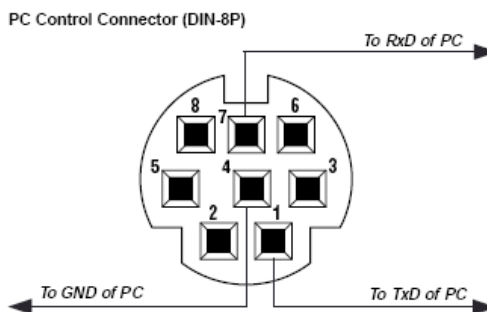 PC Control Connector (DIN-8P)
To RxD of PC
8 7 6
5 4 3
2 1
To GND of PC
To TxD of PC